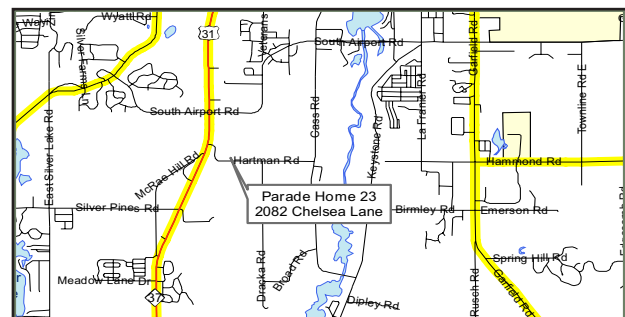 Wyatt Rd
Silver Farms
31
Veterans
South Airport Rd
Garfield Rd
Townline Rd E
South Airport Rd
East Silver Lake Rd
Cass Rd
Keystone Rd
La Franier Rd
McRae Hill Rd
Hartman Rd
Hammond Rd
Parade Home 23
2082 Chelsea Lane
Silver Pines Rd
Birmley Rd
Emerson Rd
Dracka Rd
Broad Rd
Spring Hill Rd
Meadow Lane Dr
37
Dipley Rd
Rusch Rd
Garfield Rd